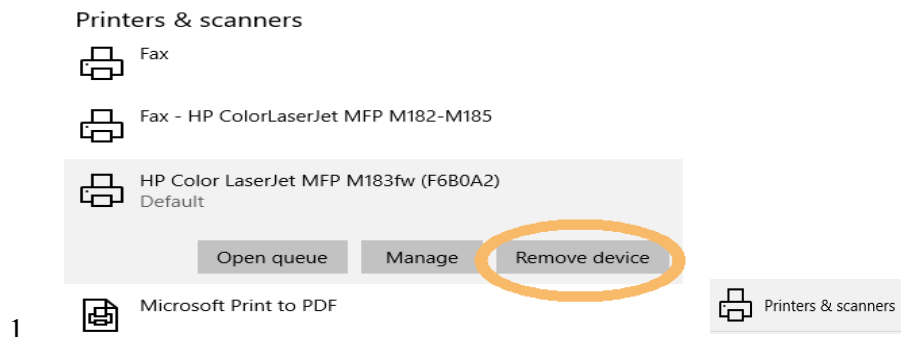 Printers & scanners
Fax
Fax - HP ColorLaserJet MFP M182-M185
HP Color LaserJet MFP M183fw (F6B0A2)
Default
Open queue Manage Remove device
Microsoft Print to PDF
Printers & scanners
1